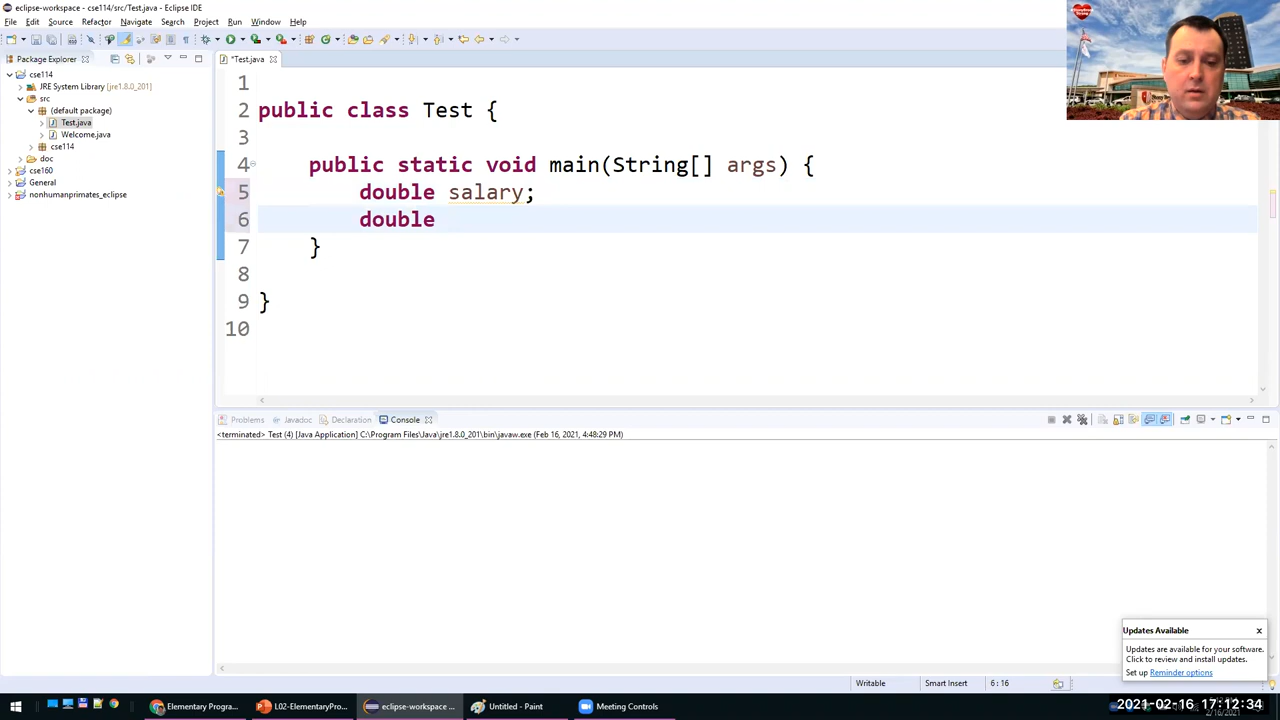 eclipse-workspace - cse114/src/Test.java - Eclipse IDE
File Edit Source Refactor Navigate Search Project Run Window Help
Package Explorer
*Test.java
cse114
JRE System Library [jre1.8.0_201]
src
(default package)
Test.java
Welcome.java
cse114
doc
cse160
General
nonhumanprimates_eclipse
1
2 public class Test {
3
4 public static void main(String[] args) {
5 double salary;
6 double
7 }
8
9 }
10
Problems Javadoc Declaration Console
<terminated> Test (4) [Java Application] C:\Program Files\Java\jre1.8.0_201\bin\javaw.exe (Feb 16, 2021, 4:48:29 PM)
Updates Available
Updates are available for your software.
Click to review and install updates.
Set up Reminder options
Writable Smart Insert 6 : 16
Elementary Progra... L02-ElementaryPro... eclipse-workspace ... Untitled - Paint Meeting Controls
2021-02-16 17:12:34
2/16/2021